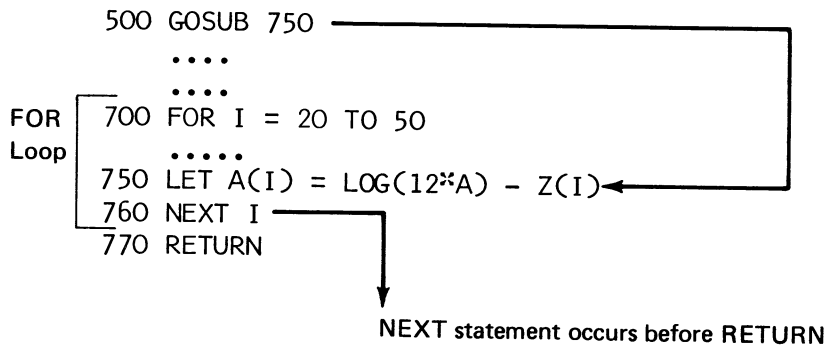 500 GOSUB 750
....
....
FOR Loop
700 FOR I = 20 TO 50
.....
750 LET A(I) = LOG(12*A) - Z(I)
760 NEXT I
770 RETURN
NEXT statement occurs before RETURN